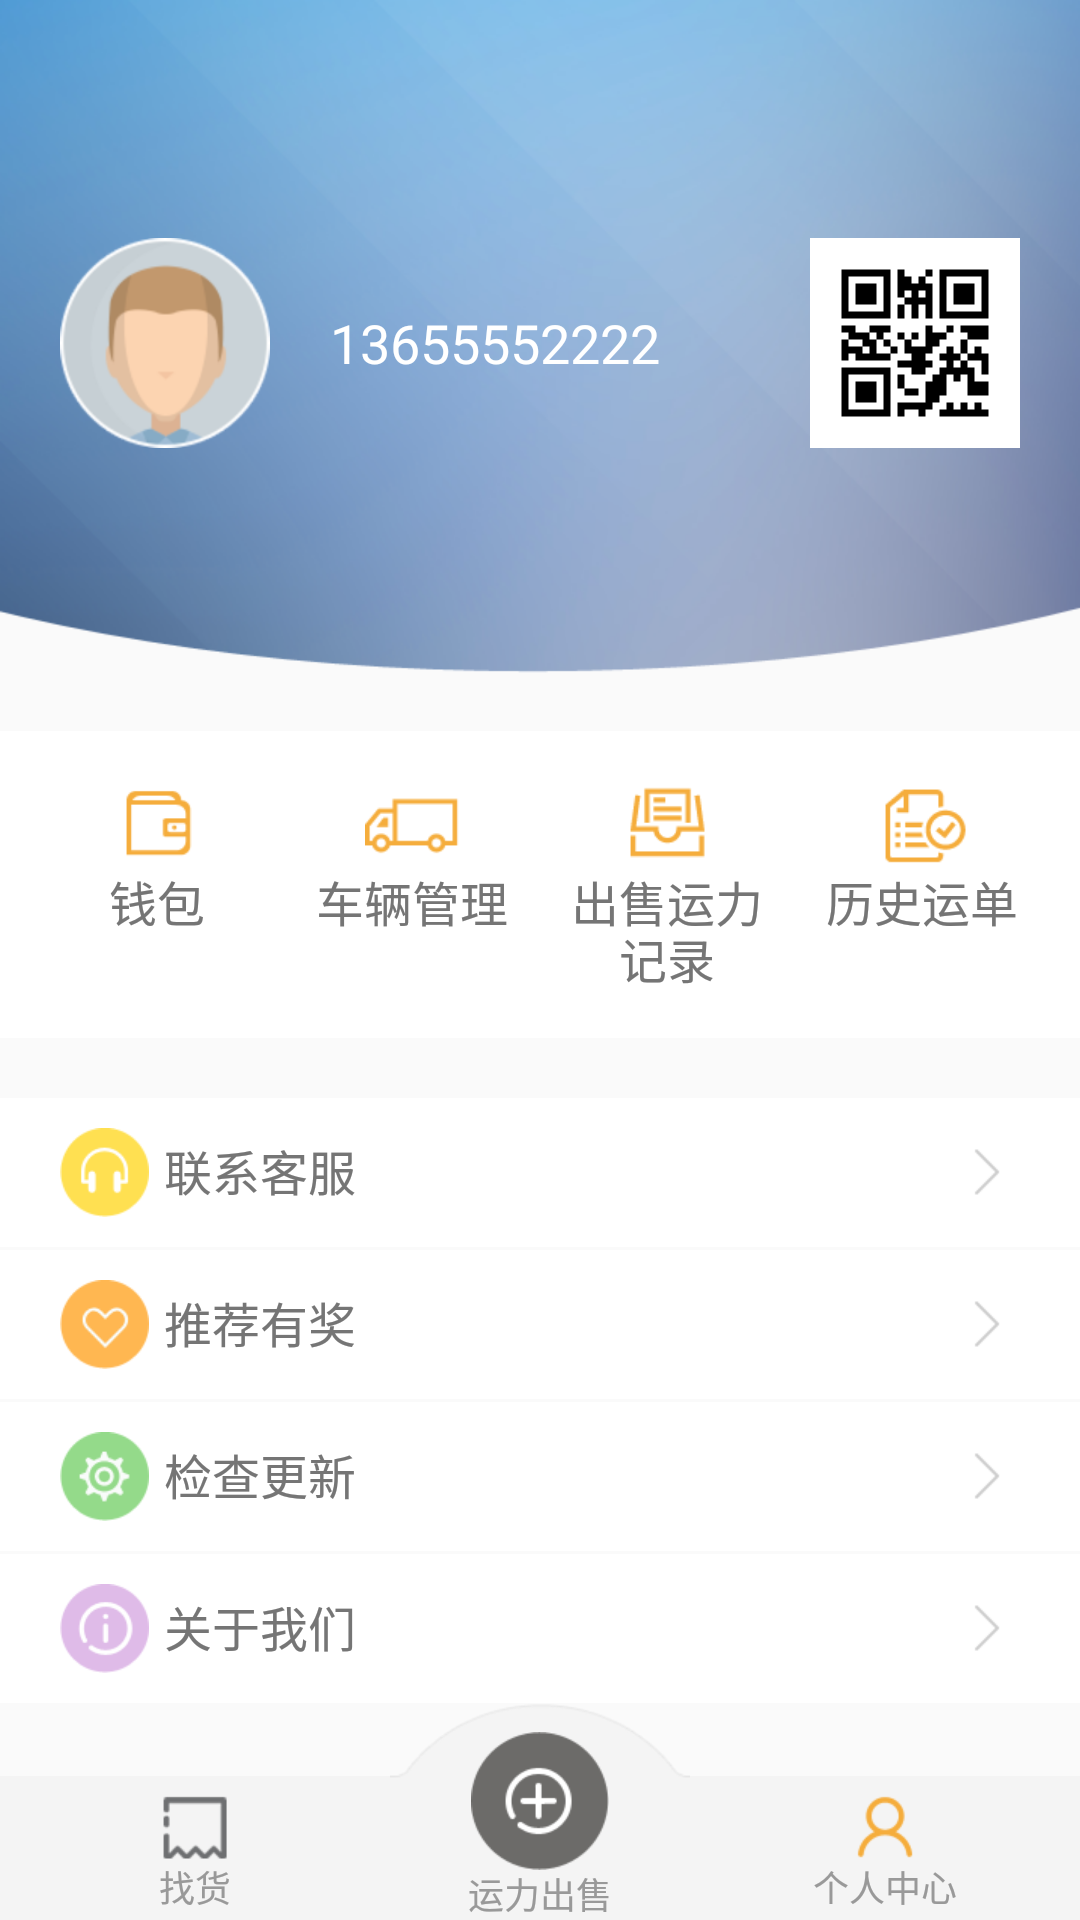 13655552222
钱包
车辆管理
出售运力
记录
历史运单
联系客服
推荐有奖
检查更新
关于我们
找货
运力出售
个人中心